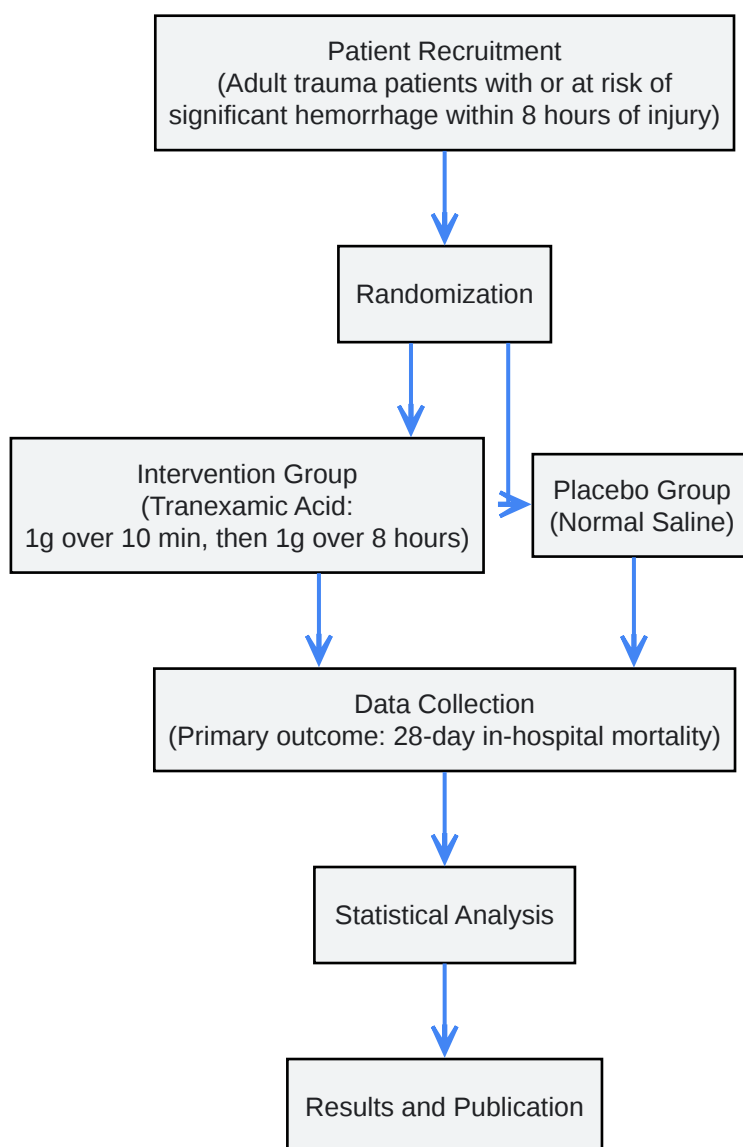 Patient Recruitment
(Adult trauma patients with or at risk of
significant hemorrhage within 8 hours of injury)
Randomization
Intervention Group
(Tranexamic Acid:
1g over 10 min, then 1g over 8 hours)
Placebo Group
(Normal Saline)
Data Collection
(Primary outcome: 28-day in-hospital mortality)
Statistical Analysis
Results and Publication